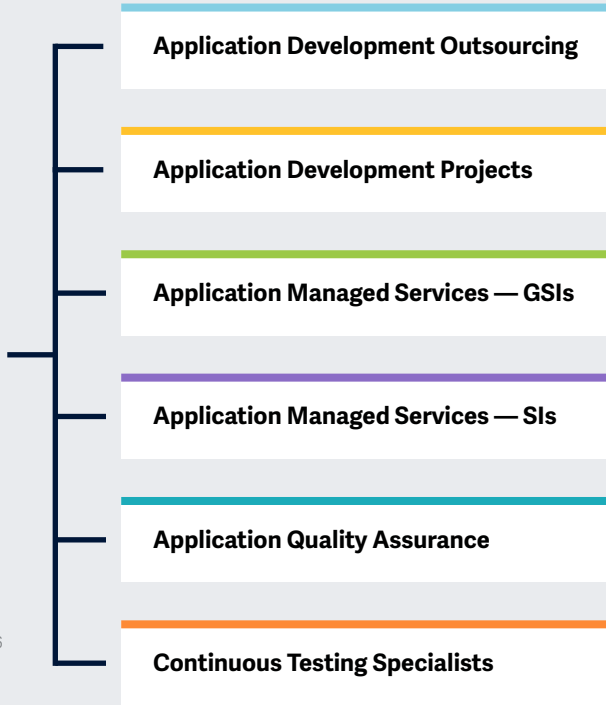 Application Development Outsourcing
Application Development Projects
Application Managed Services — GSIs
Application Managed Services — SIs
Application Quality Assurance
Continuous Testing Specialists